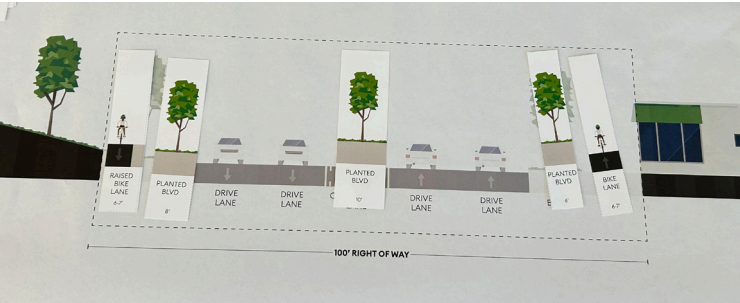 RAISED
BIKE
LANE
6-7'
PLANTED
BLVD
8'
DRIVE
LANE
DRIVE
LANE
PLANTED
BLVD
10'
DRIVE
LANE
DRIVE
LANE
PLANTED
BLVD
6'
BIKE
LANE
6-7'
100' RIGHT OF WAY